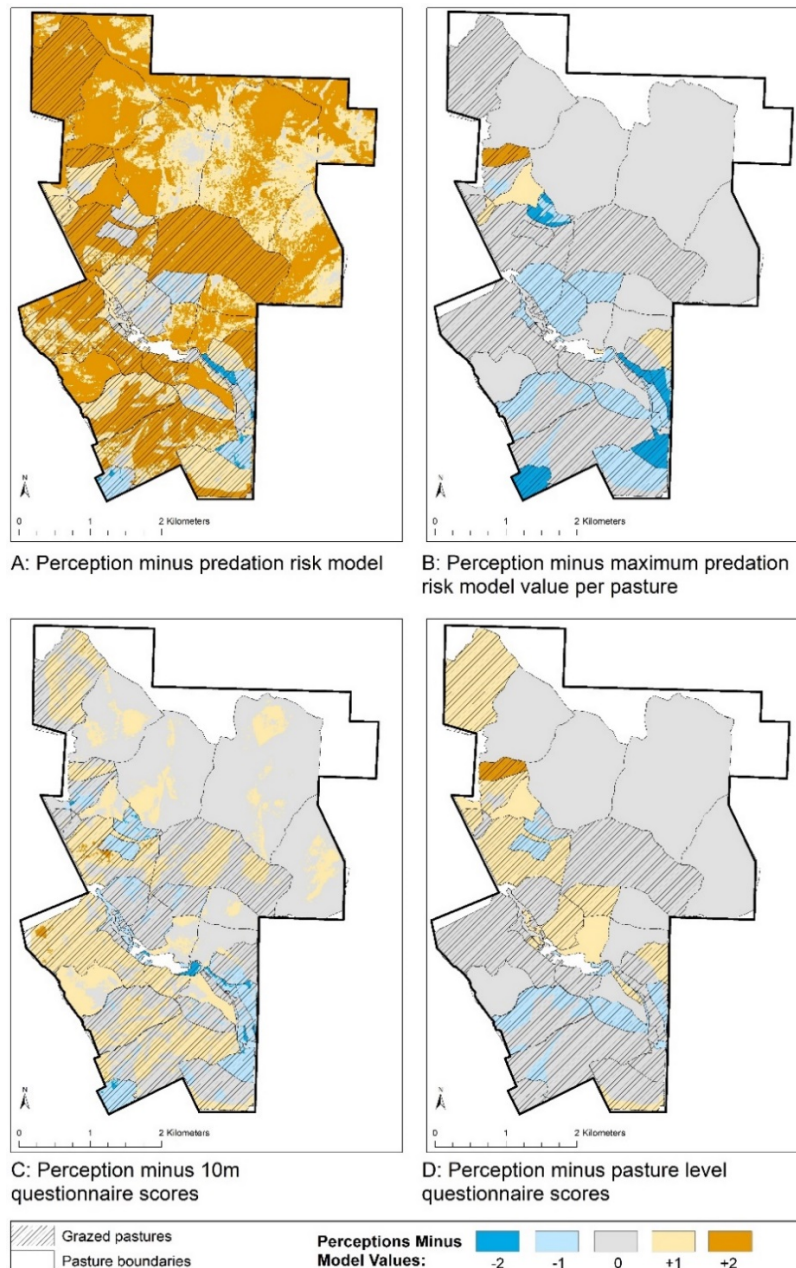 N
0 1 2 Kilometers
A: Perception minus predation risk model
N
0 1 2 Kilometers
B: Perception minus maximum predation
risk model value per pasture
N
0 1 2 Kilometers
C: Perception minus 10m
questionnaire scores
N
0 1 2 Kilometers
D: Perception minus pasture level
questionnaire scores
Grazed pastures
Pasture boundaries
Perceptions Minus
Model Values:
-2 -1 0 +1 +2